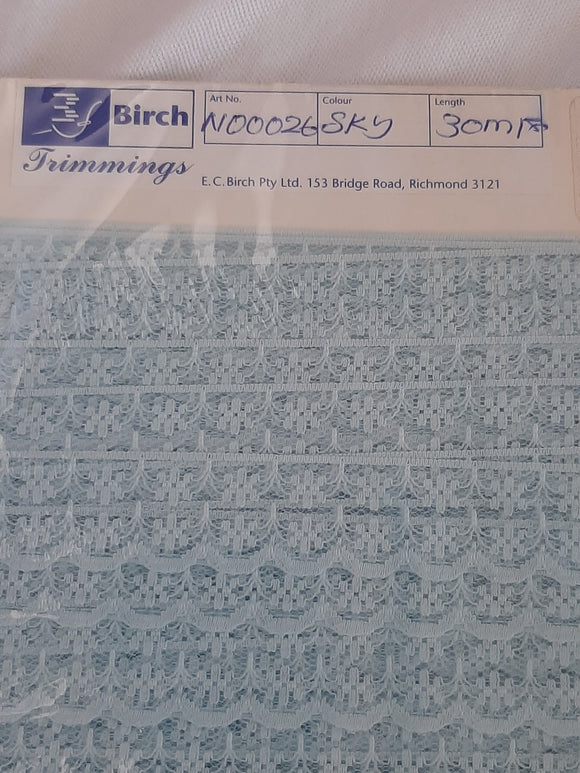 Birch
Trimmings
Art No. Colour Length
N00026 SKY 30m
E.C. Birch Pty Ltd. 153 Bridge Road, Richmond 3121